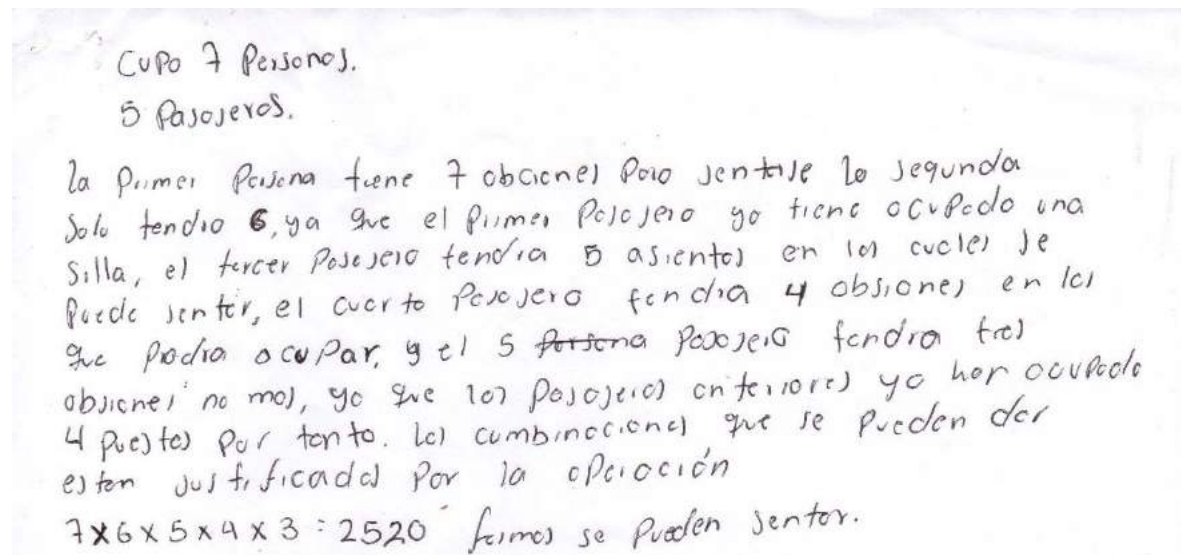 Cupo 7 Personas.
5 Pasajeros.
la primer Persona tiene 7 obciones Para sentarse la segunda
Solo tendra 6, ya que el primer Pasajero ya tiene ocupado una
Silla, el tercer Pasajero tendria 5 asientos en los cuales se
Puede sentar, el cuarto Pasajero tendria 4 obsiones en las
que Podria ocupar, y el 5 Persona Pasajero tendra tres
obsiones no mas, ya que los Pasajeros anteriores ya han ocupado
4 Puestos Por tanto. las combinaciones que se Pueden dar
estan justificadas Por la operación
7x6x5x4x3 = 2520 formas se Pueden sentar.